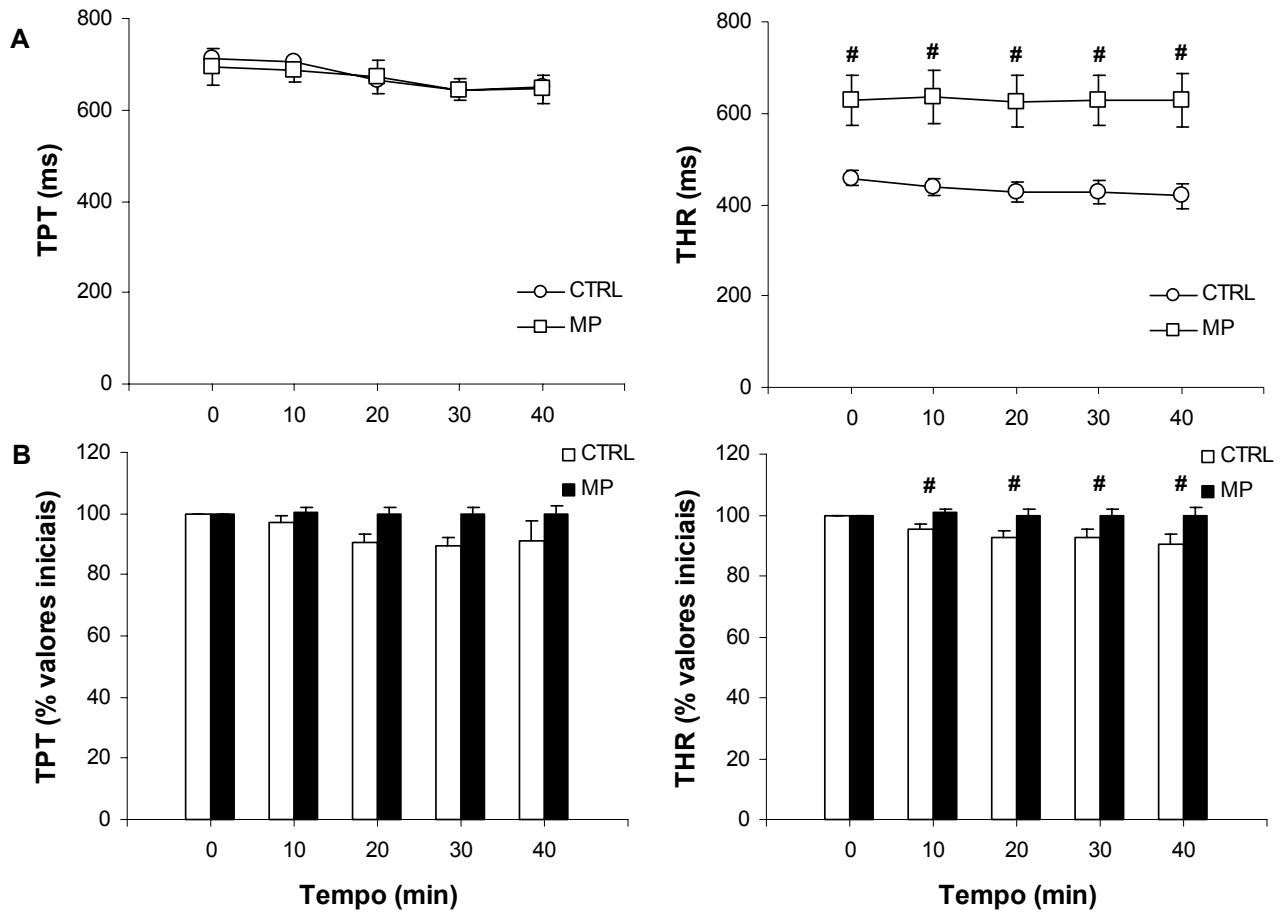 A
800
600
400
200
0
TPT (ms)
CTRL
MP
0 10 20 30 40
800
600
400
200
0
THR (ms)
# # # # #
CTRL
MP
0 10 20 30 40
B
120
100
80
60
40
20
0
TPT (% valores iniciais)
CTRL
MP
0 10 20 30 40
Tempo (min)
120
100
80
60
40
20
0
THR (% valores iniciais)
CTRL
MP
# # # #
0 10 20 30 40
Tempo (min)